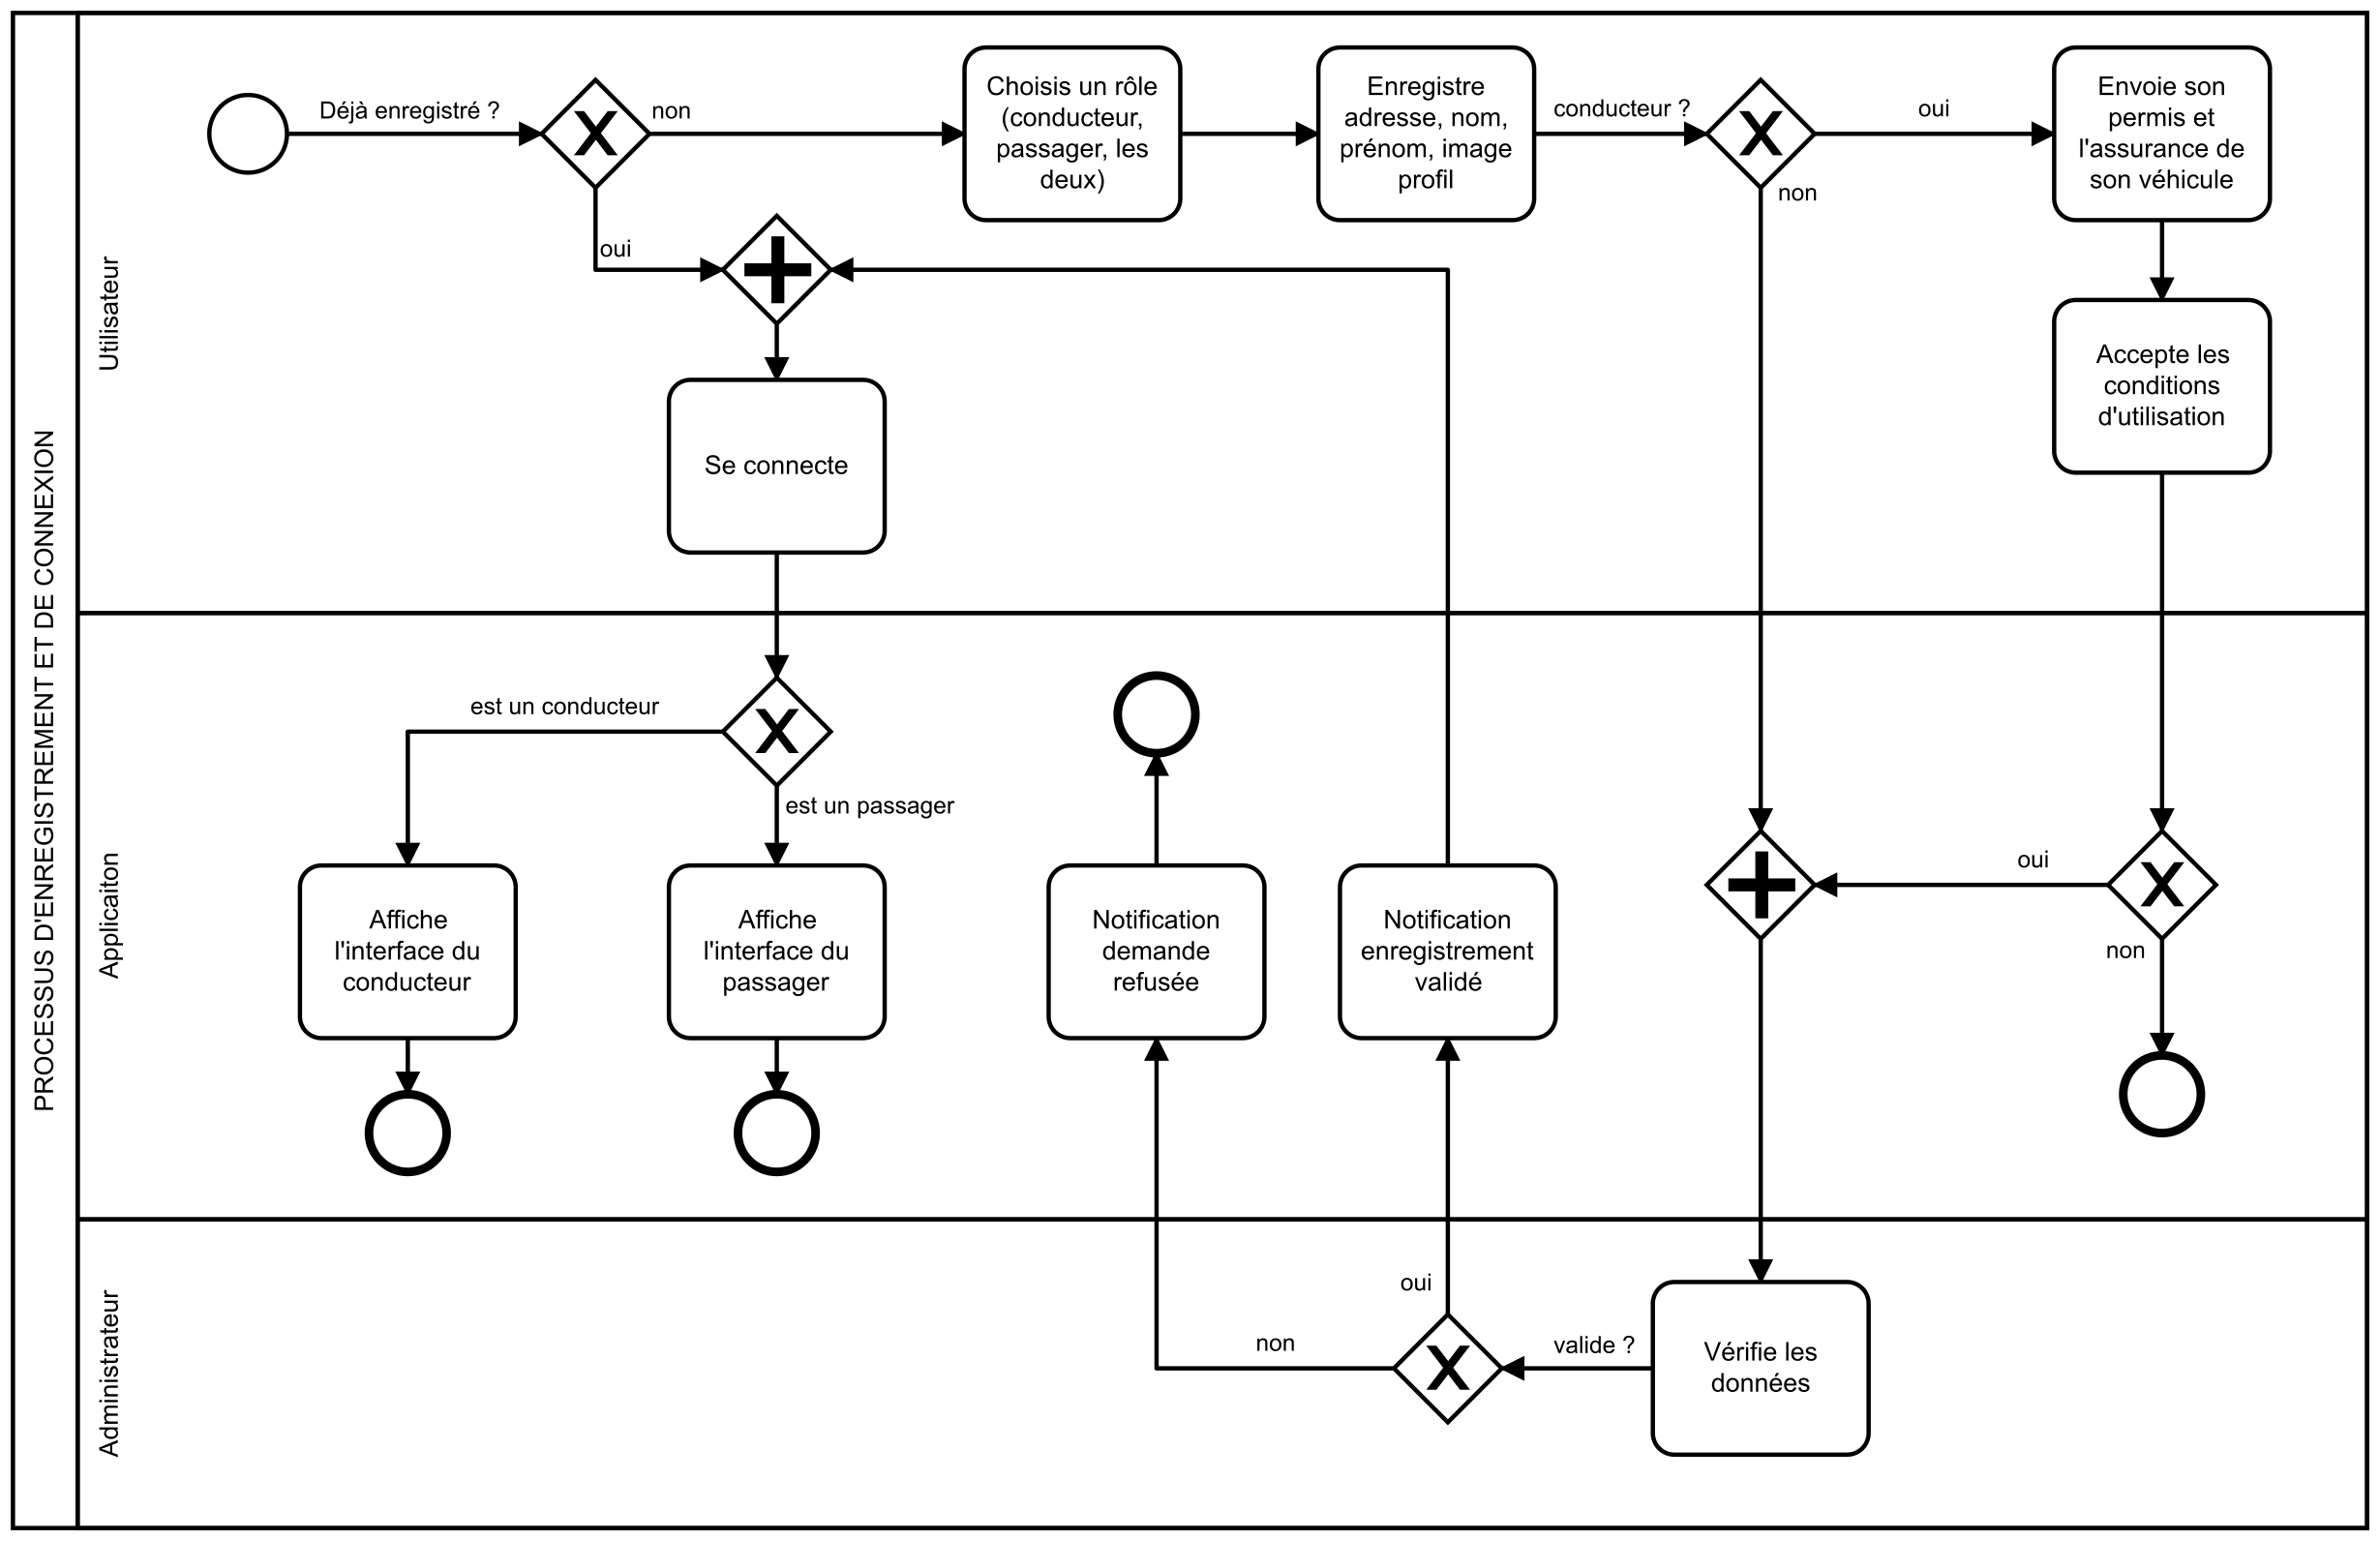 PROCESSUS D'ENREGISTREMENT ET DE CONNEXION
Utilisateur
Déjà enregistré ?
non
oui
Choisis un rôle
(conducteur,
passager, les
deux)
Enregistre
adresse, nom,
prénom, image
profil
conducteur ?
oui
non
Envoie son
permis et
l'assurance de
son véhicule
Accepte les
conditions
d'utilisation
Se connecte
Applicaiton
est un conducteur
est un passager
Affiche
l'interface du
conducteur
Affiche
l'interface du
passager
Notification
demande
refusée
Notification
enregistrement
validé
oui
non
Administrateur
oui
non
valide ?
Vérifie les
données